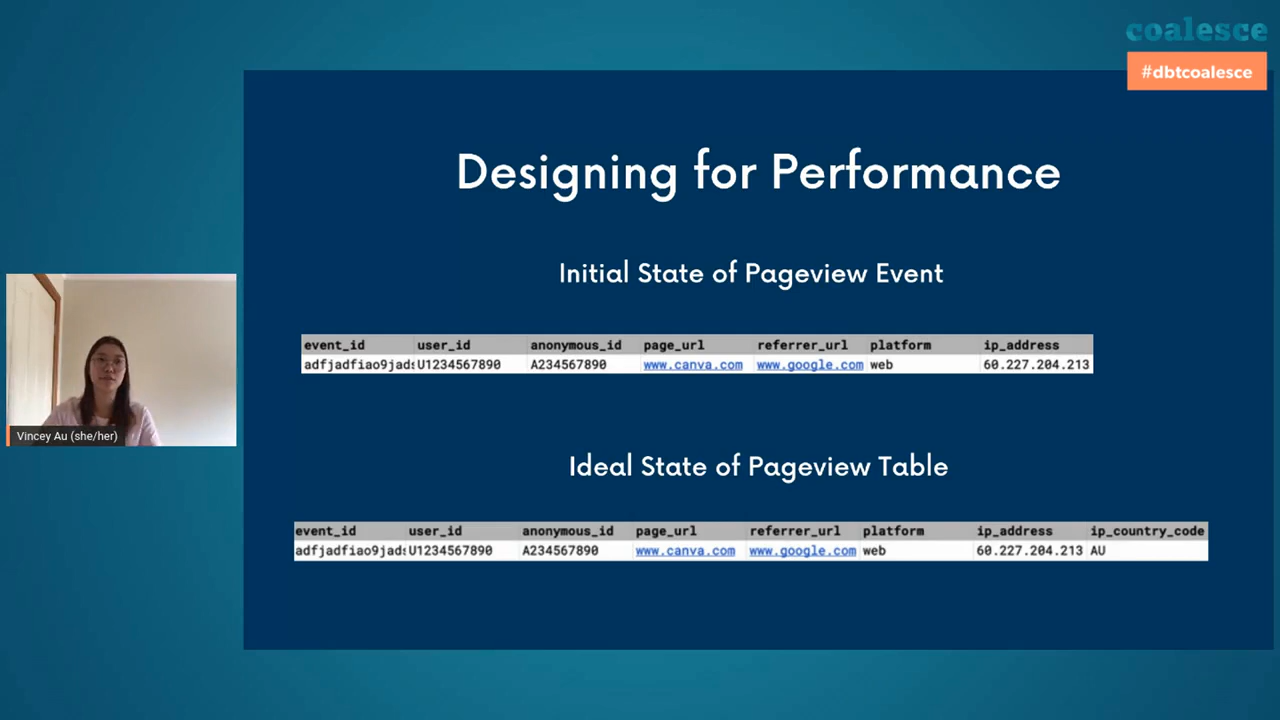 coalesce
#dbtcoalesce
Designing for Performance
Initial State of Pageview Event
event_id user_id anonymous_id page_url referrer_url platform ip_address
adfjadfiao9jads U1234567890 A234567890 www.canva.com www.google.com web 60.227.204.213
Vincey Au (she/her)
Ideal State of Pageview Table
event_id user_id anonymous_id page_url referrer_url platform ip_address ip_country_code
adfjadfiao9jads U1234567890 A234567890 www.canva.com www.google.com web 60.227.204.213 AU